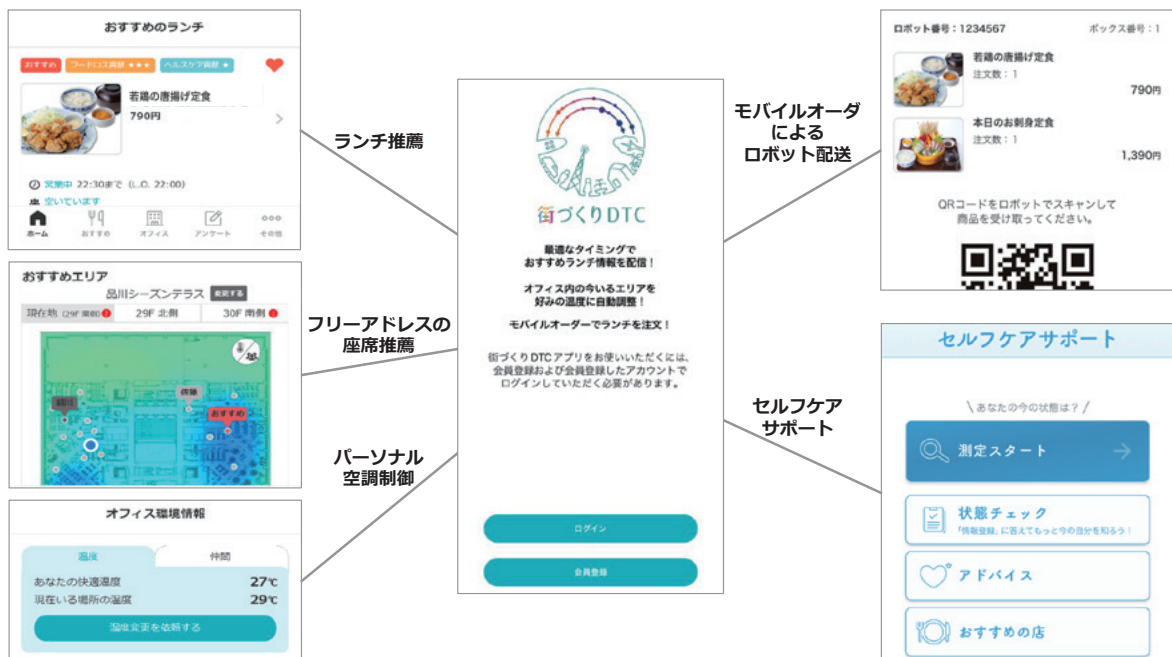 おすすめのランチ
おすすめ フードロス貢献 ★★★ ヘルスケア貢献 ★
若鶏の唐揚げ定食
790円
営業中 22:30まで (L.O. 22:00)
空いています
ホーム おすすめ オフィス アンケート その他
おすすめエリア
品川シーズンテラス 変更する
現在地 (29F 南側) 29F 北側 30F 南側
佐藤
おすすめ
オフィス環境情報
温度 仲間
あなたの快適温度 27℃
現在いる場所の温度 29℃
温度変更を依頼する
ランチ推薦
フリーアドレスの
座席推薦
パーソナル
空調制御
街づくりDTC
最適なタイミングで
おすすめランチ情報を配信！
オフィス内の今いるエリアを
好みの温度に自動調整！
モバイルオーダーでランチを注文！
街づくりDTCアプリをお使いいただくには、
会員登録および会員登録したアカウントで
ログインしていただく必要があります。
ログイン
会員登録
モバイルオーダ
による
ロボット配送
セルフケア
サポート
ロボット番号：1234567 ボックス番号：1
若鶏の唐揚げ定食
注文数：1
790円
本日のお刺身定食
注文数：1
1,390円
QRコードをロボットでスキャンして
商品を受け取ってください。
セルフケアサポート
\ あなたの今の状態は？ /
測定スタート
状態チェック
「情報登録」に答えてもっと今の自分を知ろう！
アドバイス
おすすめの店